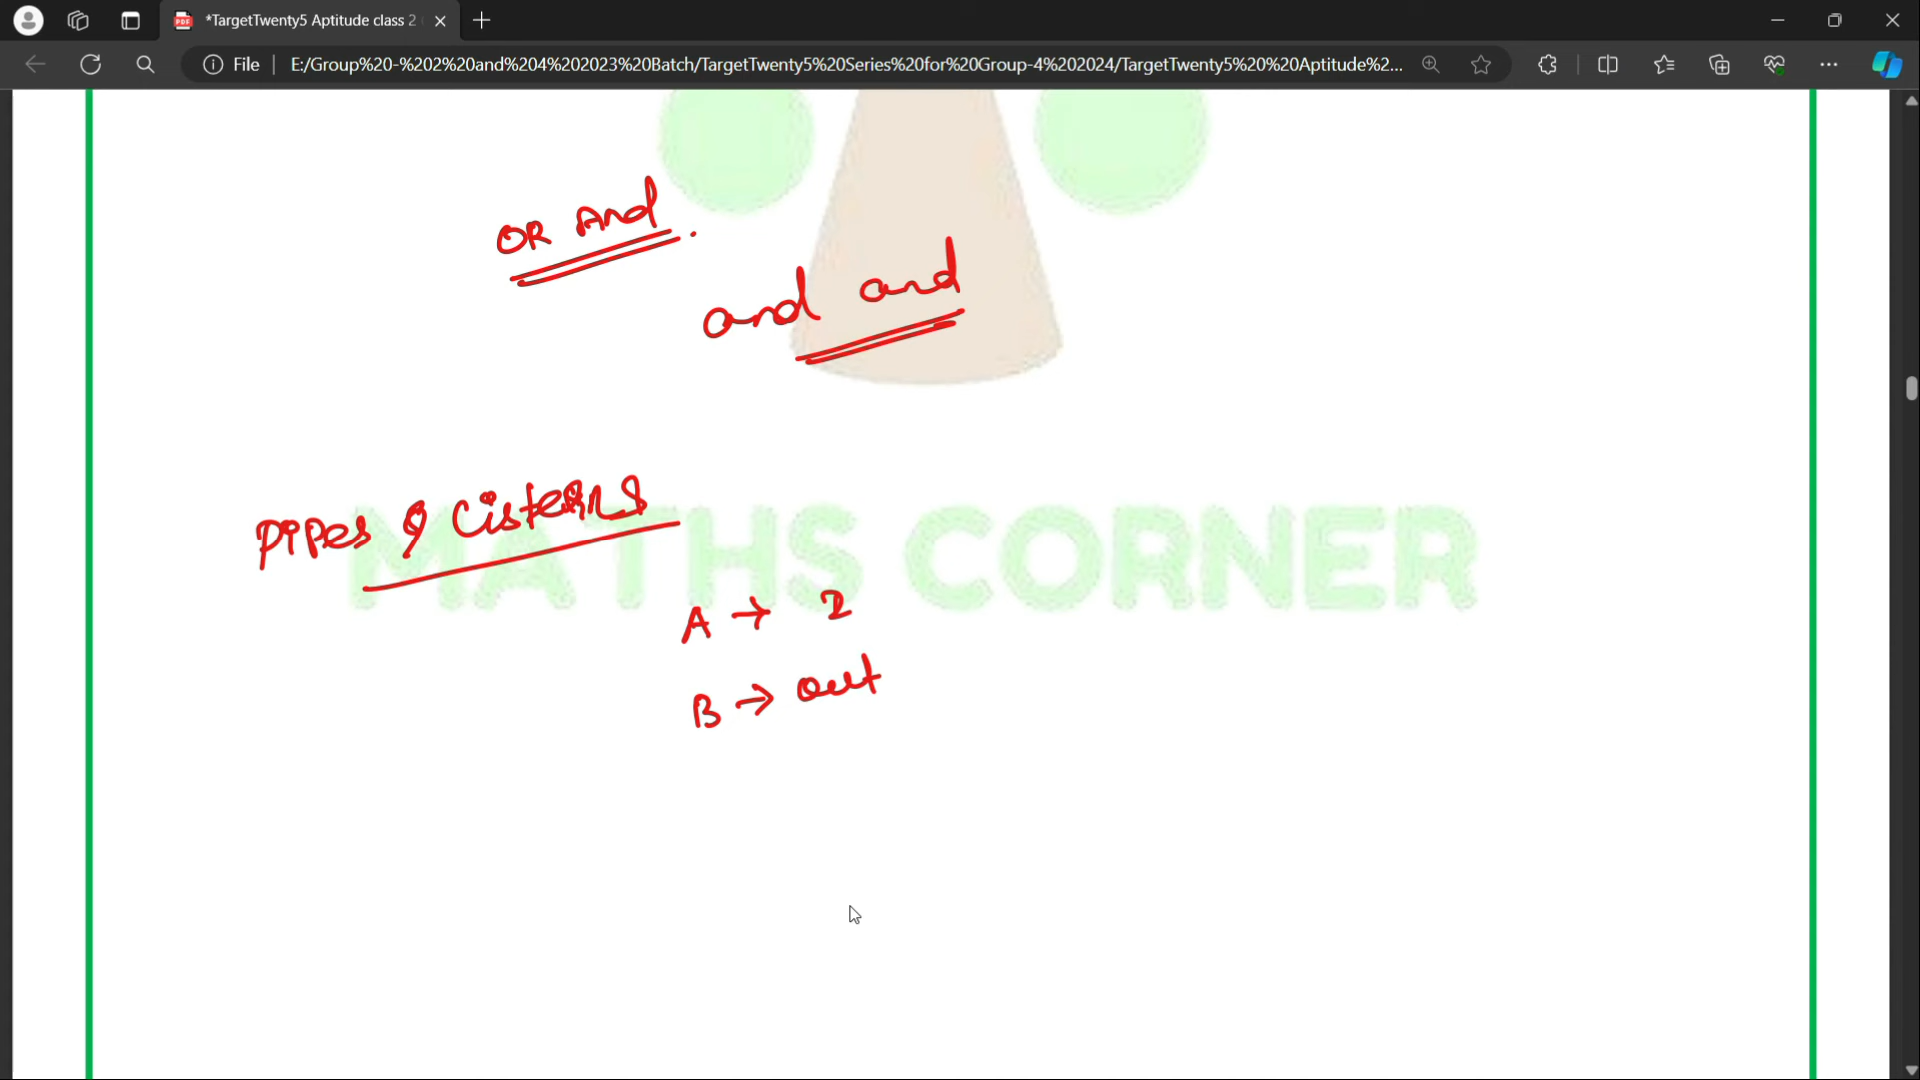 *TargetTwenty5 Aptitude class 2
File
E:/Group%20-%202%20and%204%202023%20Batch/TargetTwenty5%20Series%20for%20Group-4%202024/TargetTwenty5%20%20Aptitude%2...
OR And.
and and
Pipes & Cisterns
MATHS CORNER
A → 2
B → out